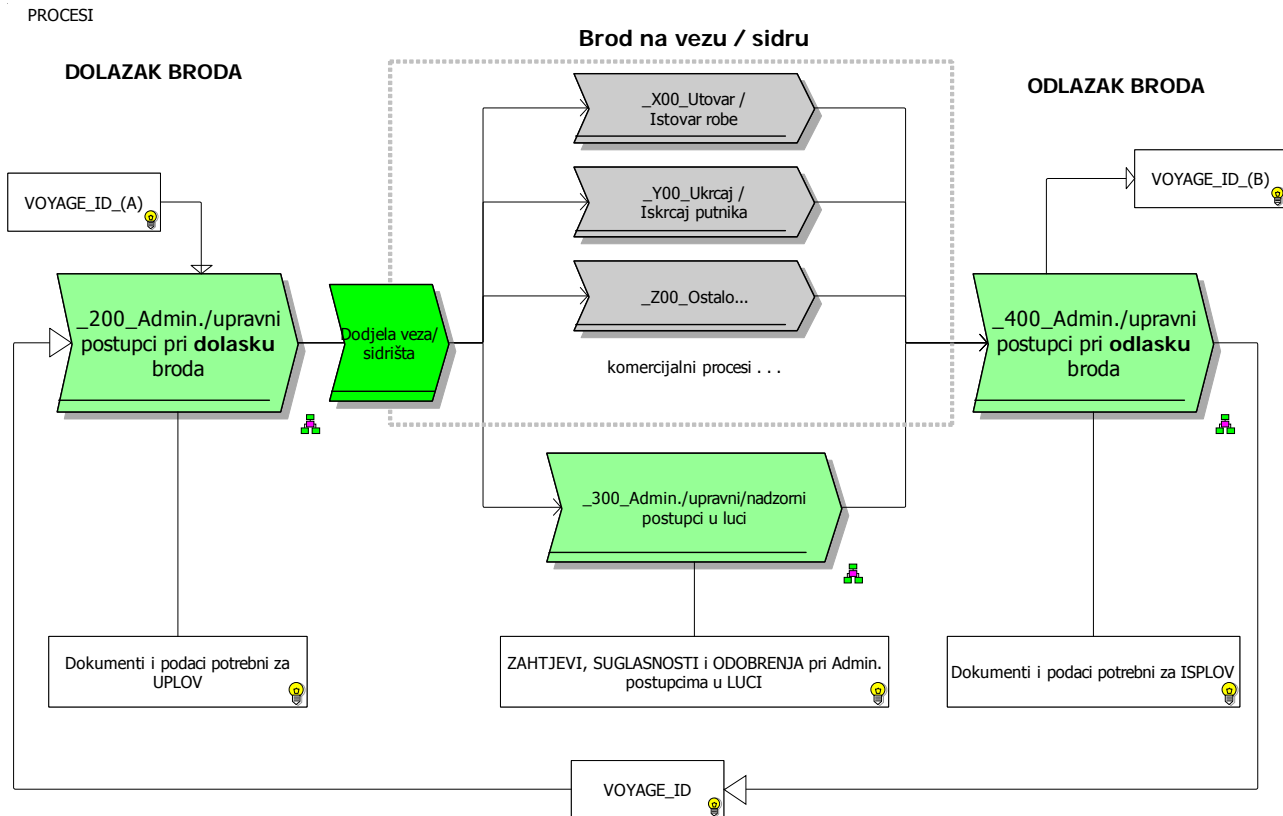 PROCESI
Brod na vezu / sidru
DOLAZAK BRODA
ODLAZAK BRODA
_X00_Utovar /
Istovar robe
VOYAGE_ID_(A)
_Y00_Ukrcaj /
Iskrcaj putnika
VOYAGE_ID_(B)
_200_Admin./upravni
postupci pri dolasku
broda
Dodjela veza/
sidrišta
_Z00_Ostalo...
komercijalni procesi . . .
_400_Admin./upravni
postupci pri odlasku
broda
_300_Admin./upravni/nadzorni
postupci u luci
Dokumenti i podaci potrebni za
UPLOV
ZAHTJEVI, SUGLASNOSTI i ODOBRENJA pri Admin.
postupcima u LUCI
Dokumenti i podaci potrebni za ISPLOV
VOYAGE_ID